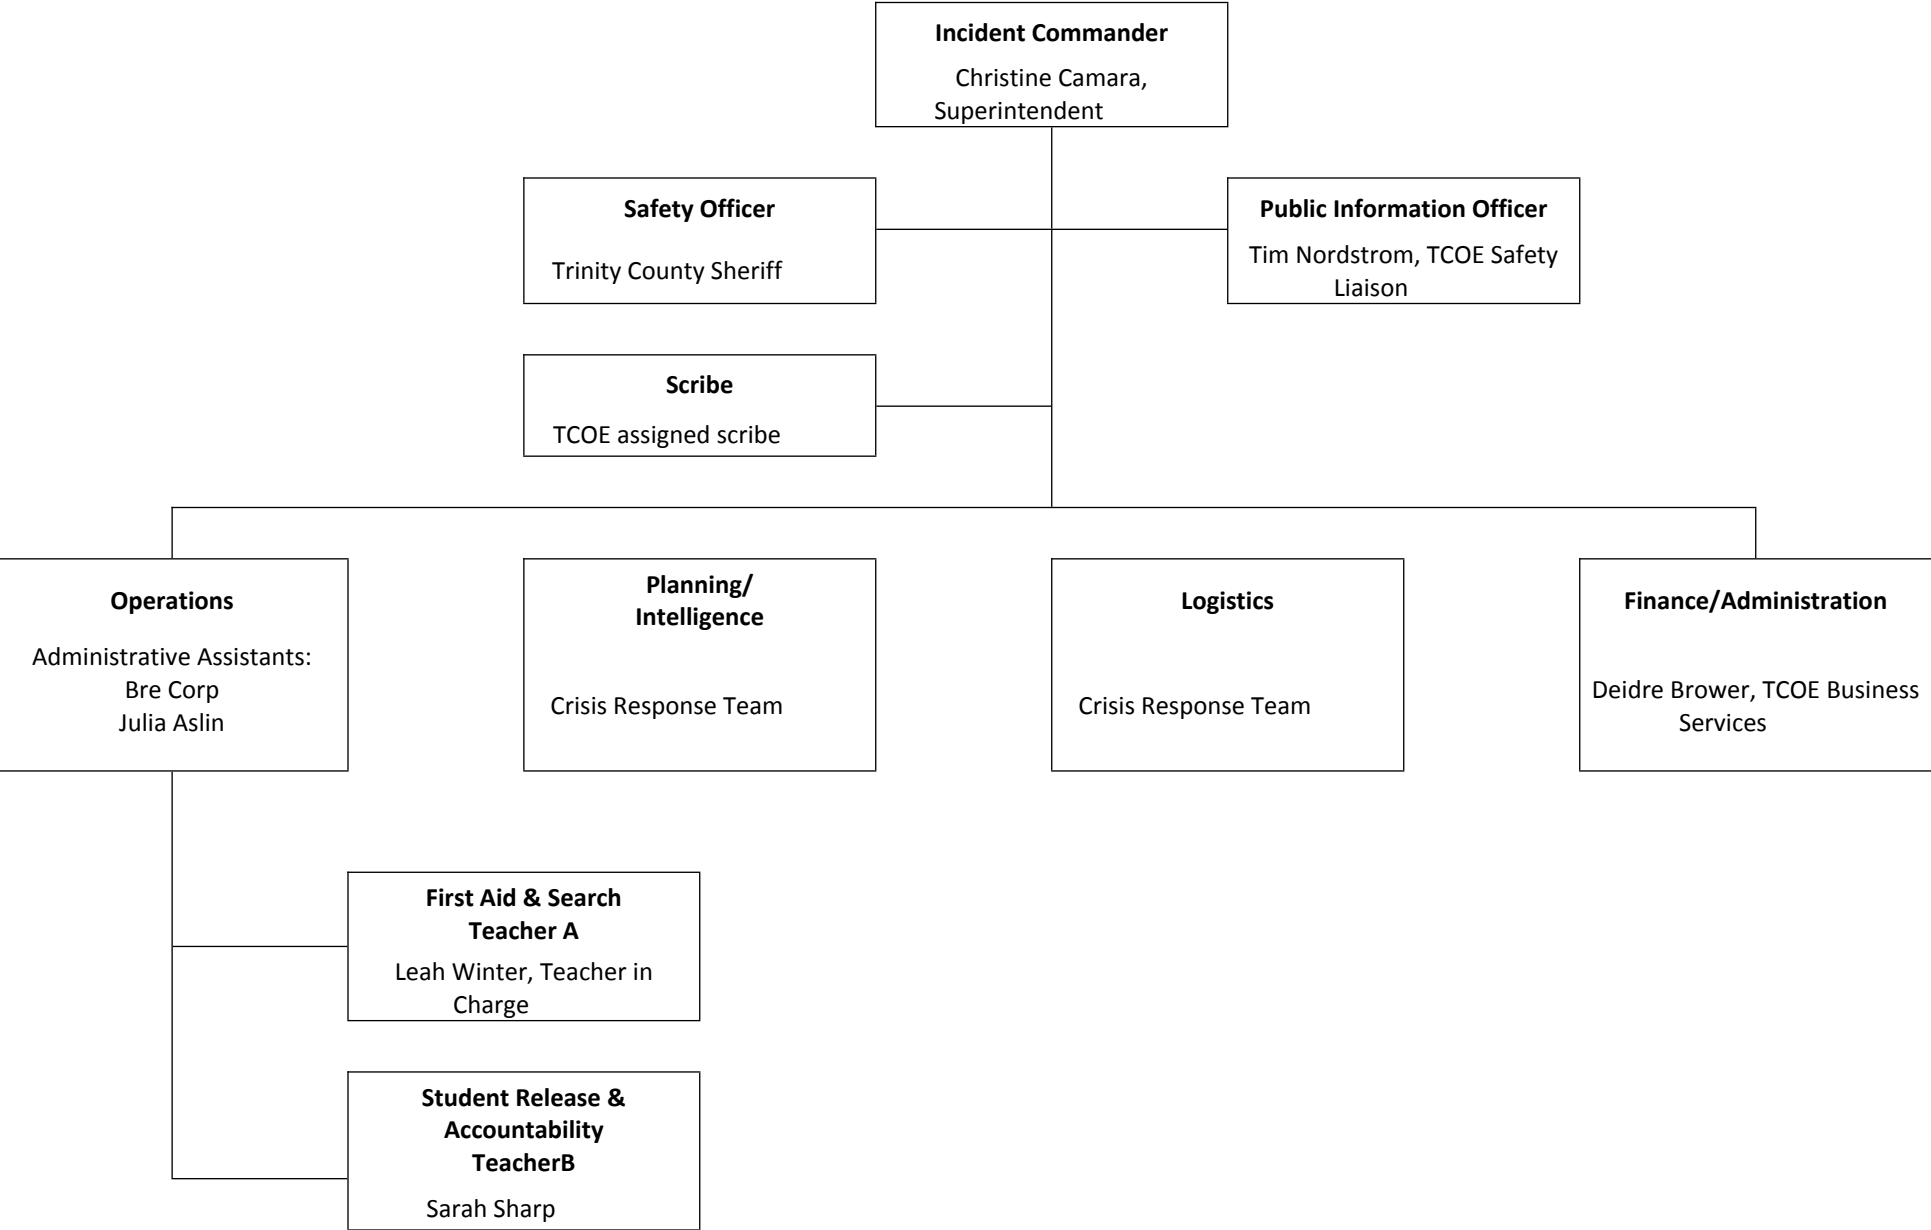 Incident Commander
Christine Camara,
Superintendent
Safety Officer
Trinity County Sheriff
Public Information Officer
Tim Nordstrom, TCOE Safety
Liaison
Scribe
TCOE assigned scribe
Operations
Administrative Assistants:
Bre Corp
Julia Aslin
Planning/
Intelligence
Crisis Response Team
Logistics
Crisis Response Team
Finance/Administration
Deidre Brower, TCOE Business
Services
First Aid & Search
Teacher A
Leah Winter, Teacher in
Charge
Student Release &
Accountability
TeacherB
Sarah Sharp